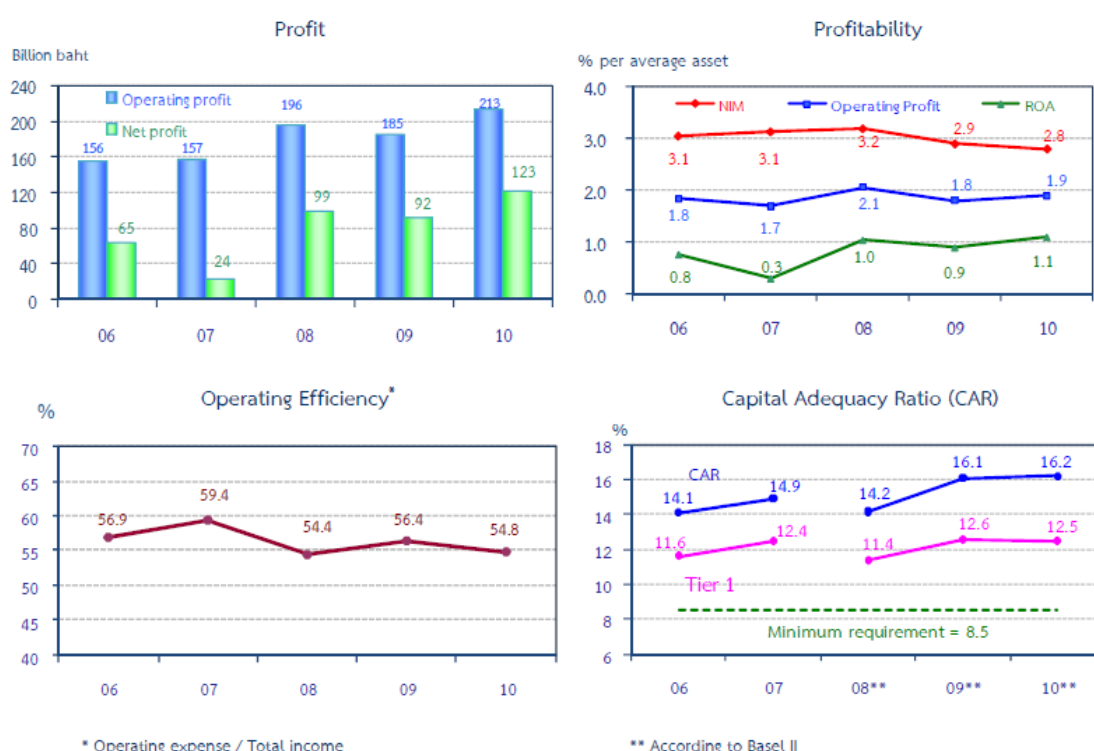 Profit
Billion baht
240
200
160
120
80
40
0
Operating profit
Net profit
156
157
196
185
213
65
24
99
92
123
06 07 08 09 10
Profitability
% per average asset
4.0
3.0
2.0
1.0
0.0
NIM Operating Profit ROA
3.1 3.1 3.2 2.9 2.8
1.8 1.7 2.1 1.8 1.9
0.8 0.3 1.0 0.9 1.1
06 07 08 09 10
Operating Efficiency*
%
70
65
60
55
50
45
40
56.9 59.4 54.4 56.4 54.8
06 07 08 09 10
* Operating expense / Total income
Capital Adequacy Ratio (CAR)
%
18
16
14
12
10
8
6
CAR
14.1 14.9 14.2 16.1 16.2
11.6 12.4 11.4 12.6 12.5
Tier 1
Minimum requirement = 8.5
06 07 08** 09** 10**
** According to Basel II